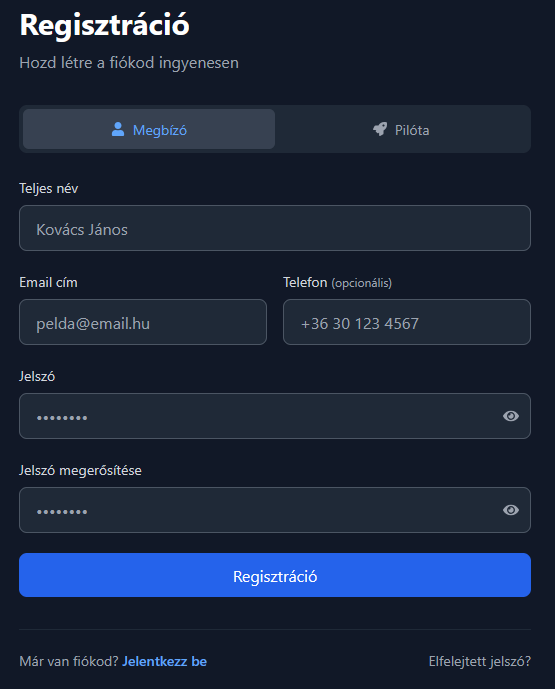 Regisztráció
Hozd létre a fiókod ingyenesen
Megbízó Pilóta
Teljes név
Kovács János
Email cím Telefon (opcionális)
pelda@email.hu +36 30 123 4567
Jelszó
••••••••
Jelszó megerősítése
••••••••
Regisztráció
Már van fiókod? Jelentkezz be Elfelejtett jelszó?